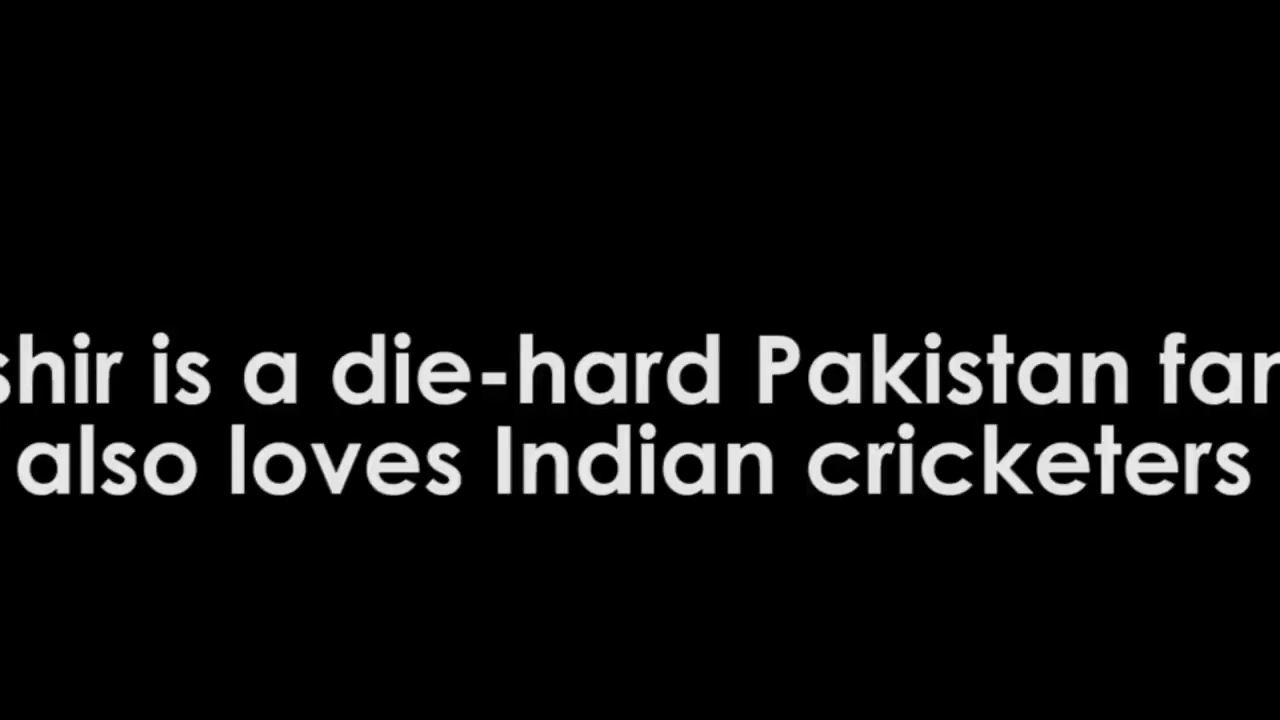 shir is a die-hard Pakistan fan
also loves Indian cricketers